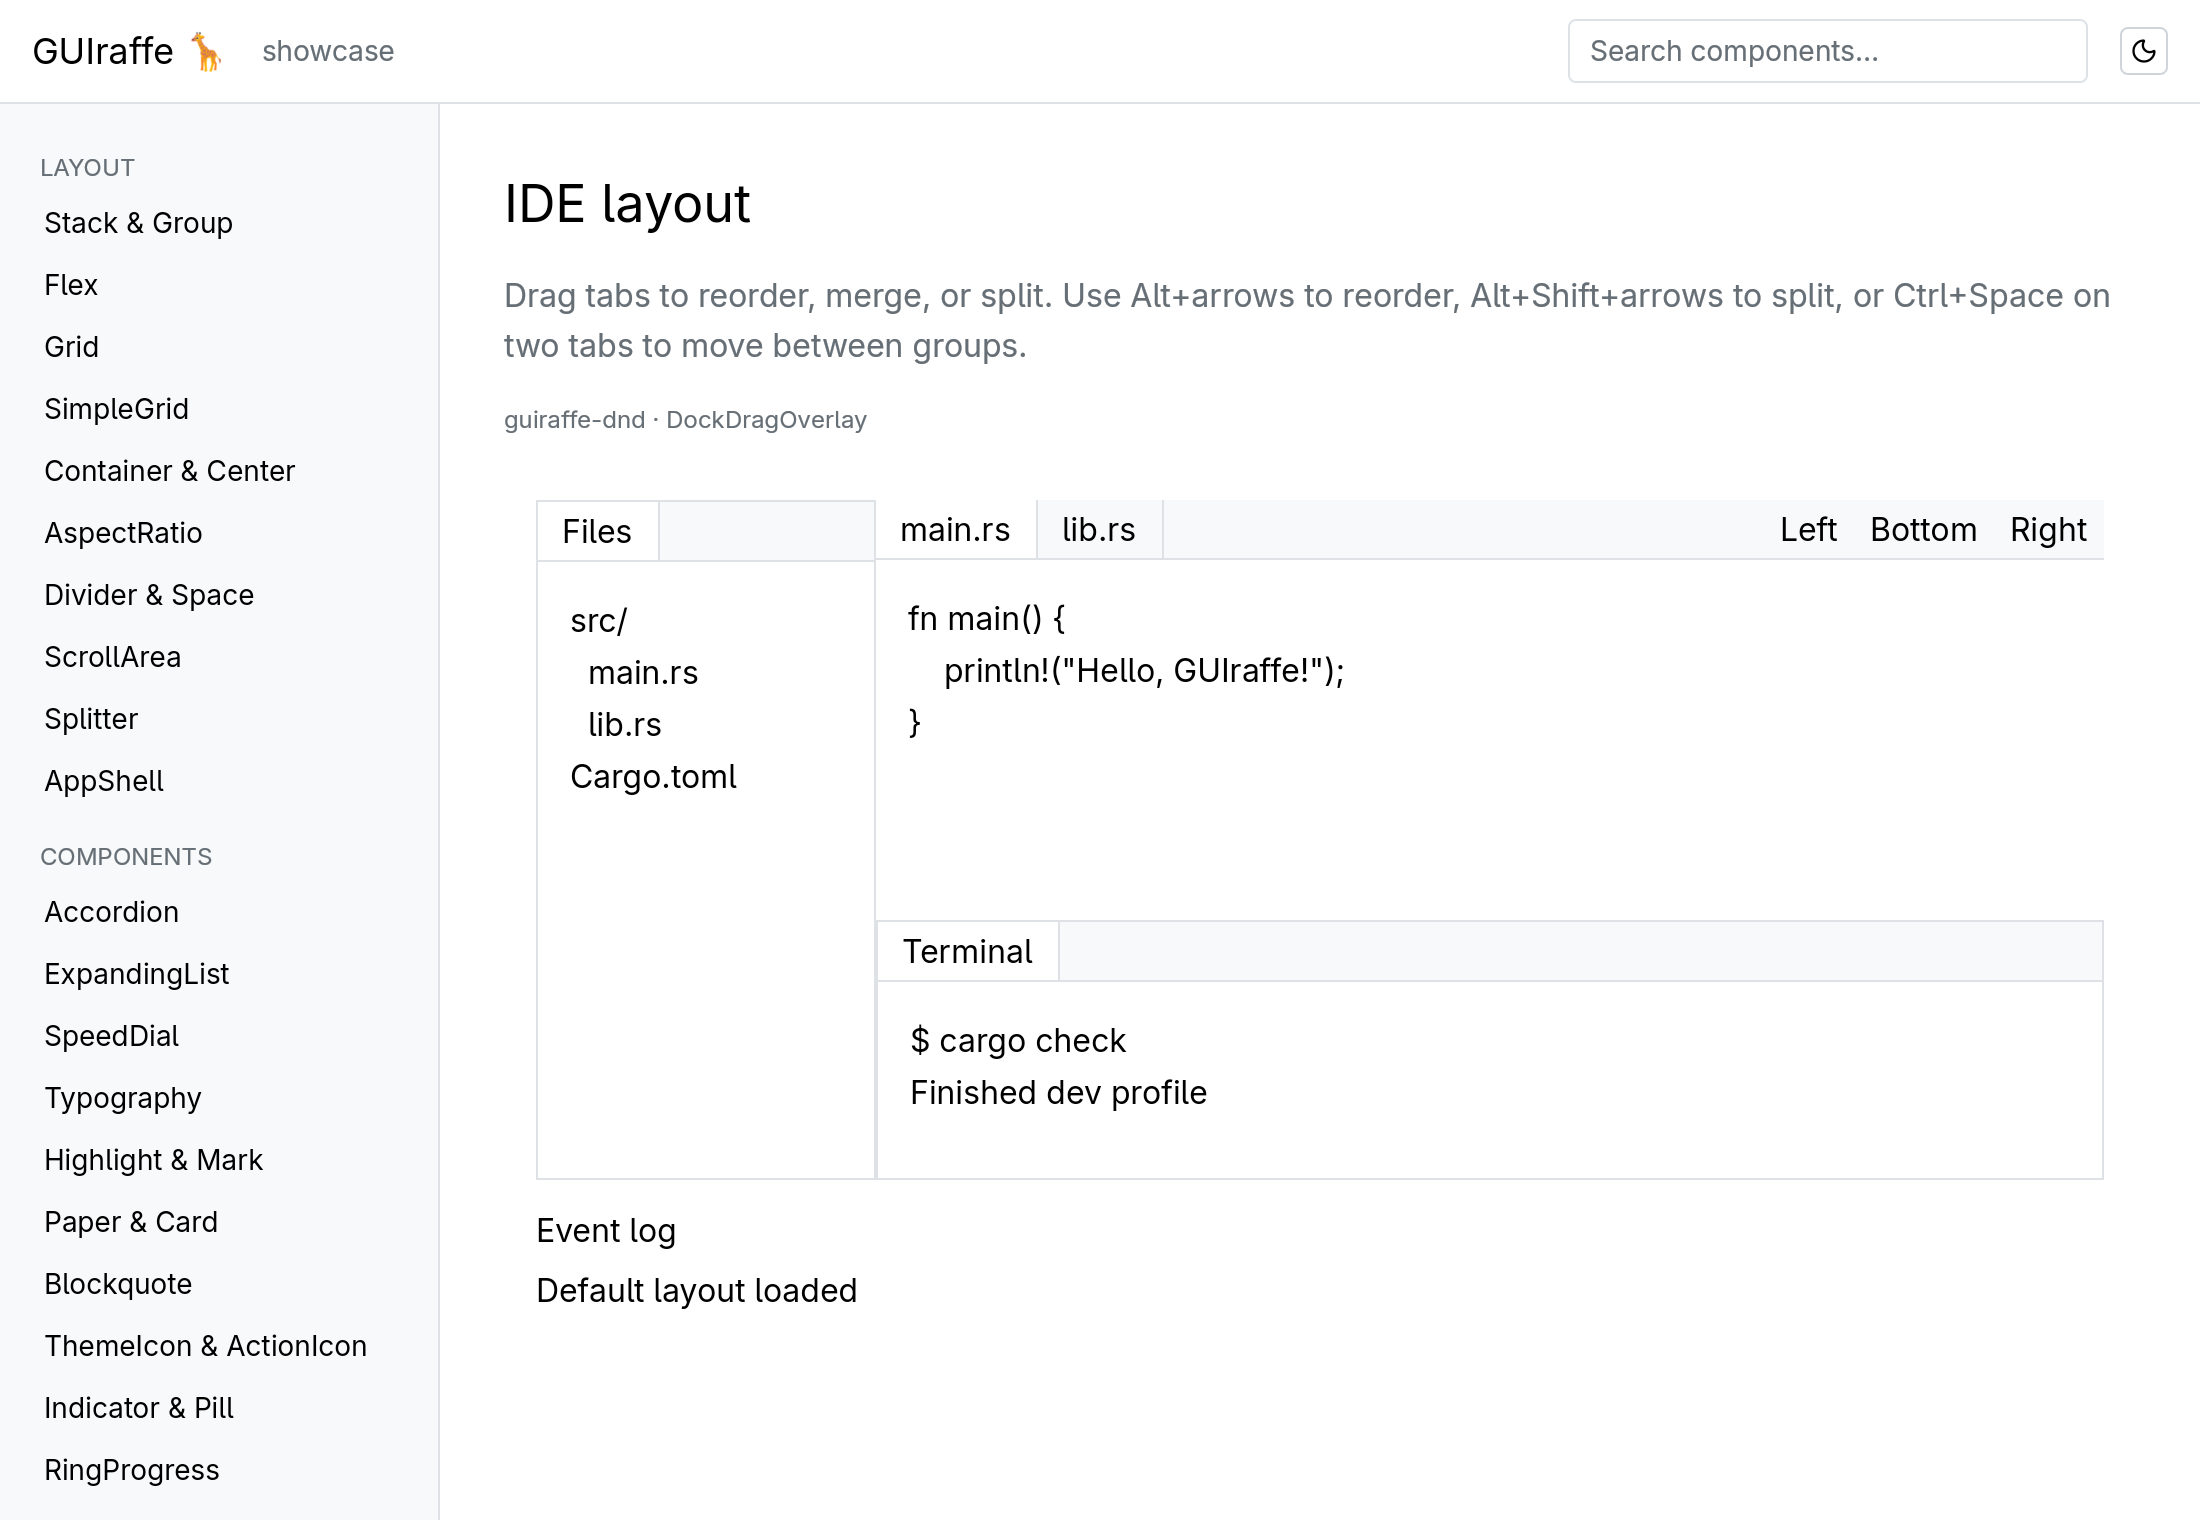 GUIraffe 🦒 showcase
Search components...
LAYOUT
Stack & Group
Flex
Grid
SimpleGrid
Container & Center
AspectRatio
Divider & Space
ScrollArea
Splitter
AppShell
COMPONENTS
Accordion
ExpandingList
SpeedDial
Typography
Highlight & Mark
Paper & Card
Blockquote
ThemeIcon & ActionIcon
Indicator & Pill
RingProgress
IDE layout
Drag tabs to reorder, merge, or split. Use Alt+arrows to reorder, Alt+Shift+arrows to split, or Ctrl+Space on
two tabs to move between groups.
guiraffe-dnd · DockDragOverlay
Files
src/
  main.rs
  lib.rs
Cargo.toml
main.rs lib.rs Left Bottom Right
fn main() {
    println!("Hello, GUIraffe!");
}
Terminal
$ cargo check
Finished dev profile
Event log
Default layout loaded